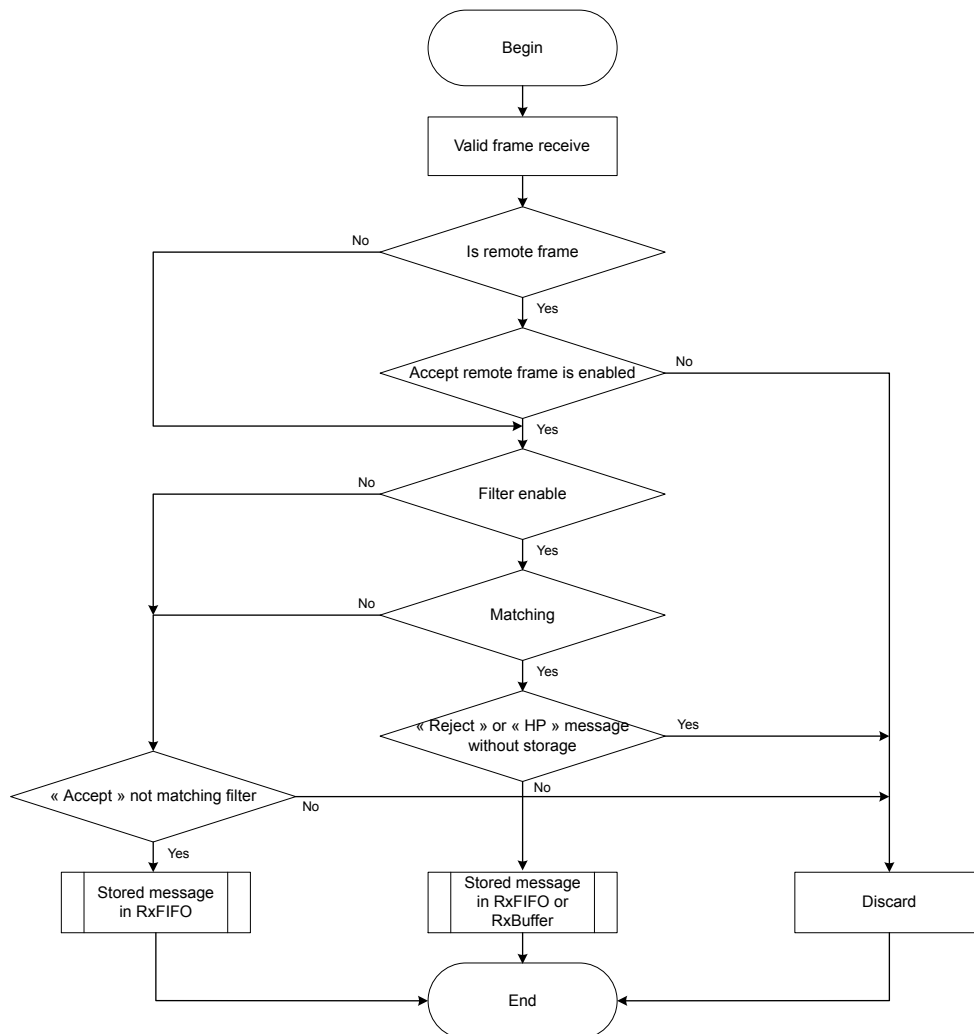 Begin
Valid frame receive
No
Is remote frame
Yes
No
Accept remote frame is enabled
Yes
No
Filter enable
Yes
No
Matching
Yes
« Reject » or « HP » message
without storage
Yes
No
« Accept » not matching filter
No
Yes
Stored message
in RxFIFO
Stored message
in RxFIFO or
RxBuffer
Discard
End